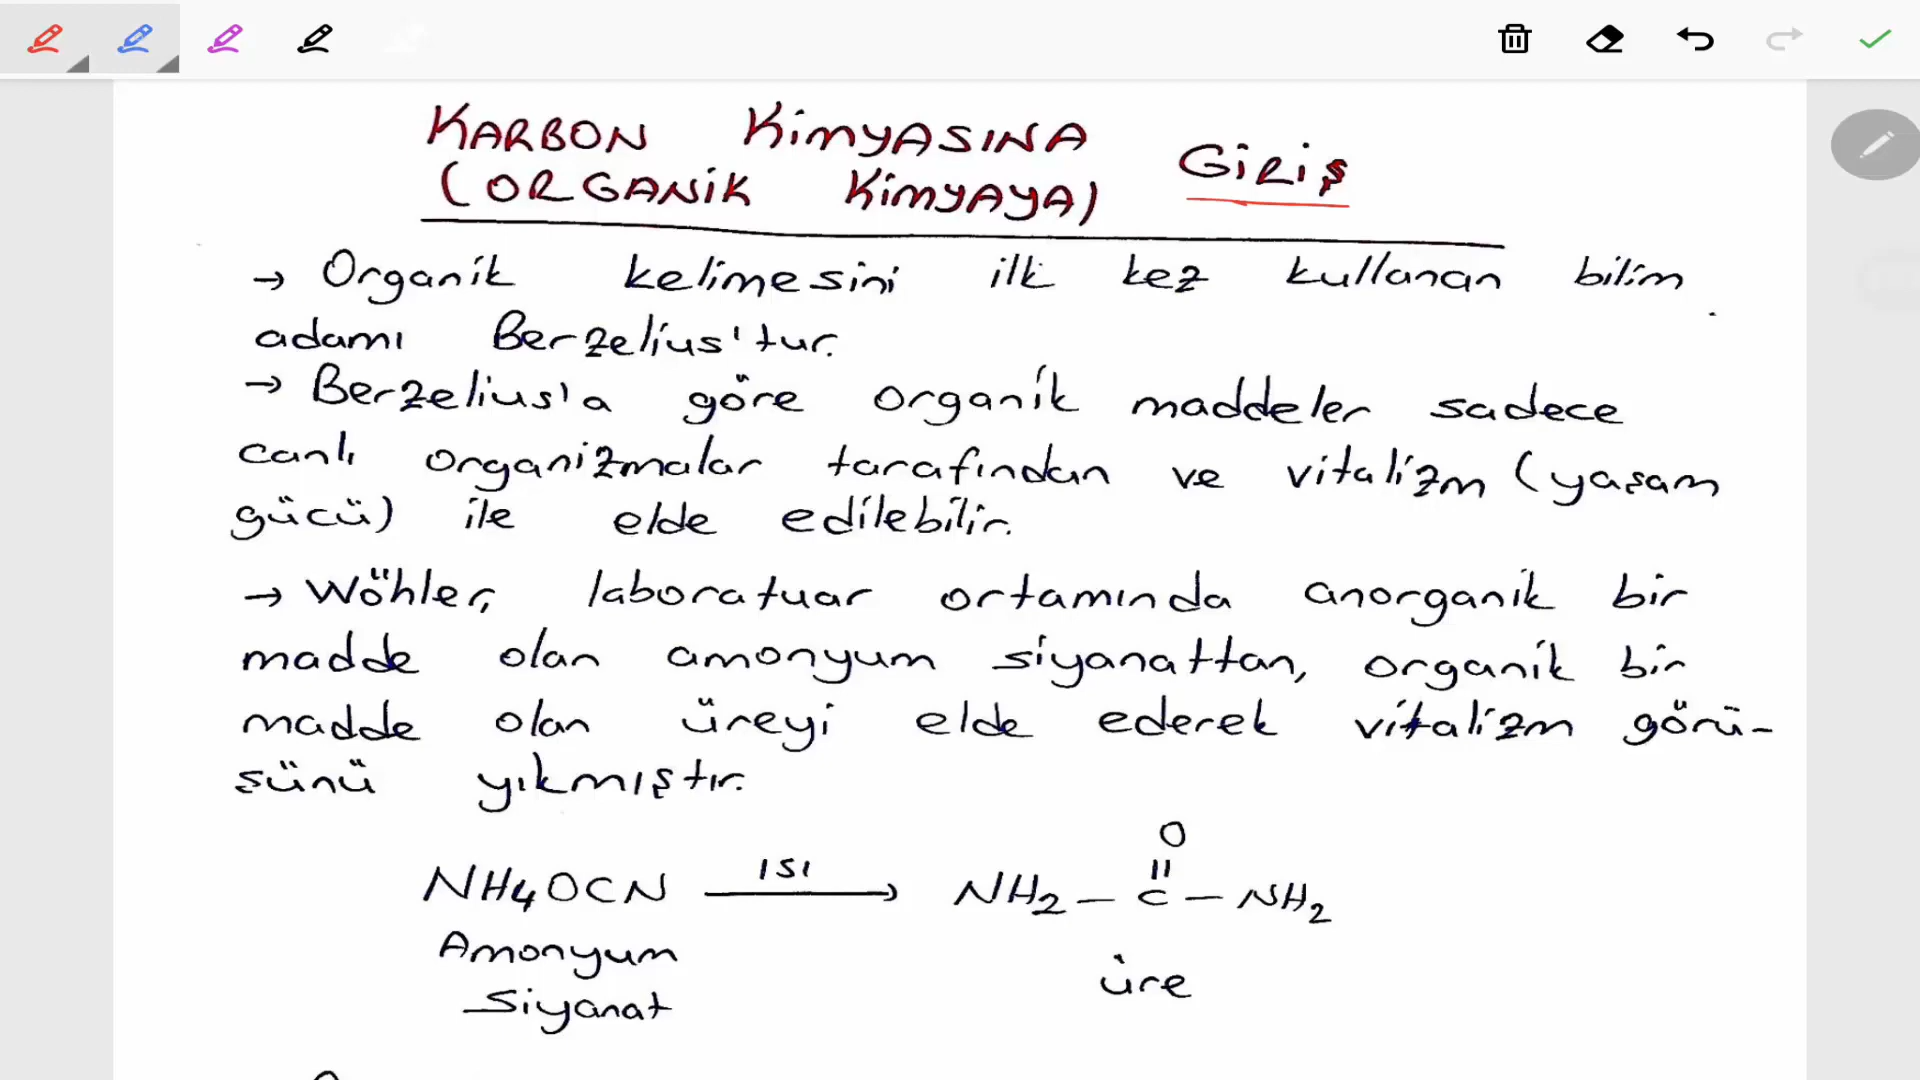 KARBON KİMYASINA
(ORGANİK KİMYAYA) GİRİŞ
→ Organik kelimesini ilk kez kullanan bilim
adamı Berzelius'tur.
→ Berzelius'a göre organik maddeler sadece
canlı organizmalar tarafından ve vitalizm (yaşam
gücü) ile elde edilebilir.
→ Wöhler, laboratuar ortamında anorganik bir
madde olan amonyum siyanattan, organik bir
madde olan üreyi elde ederek vitalizm görü-
şünü yıkmıştır.
O
NH4OCN ISI → NH2 - C - NH2
Amonyum
Siyanat
üre